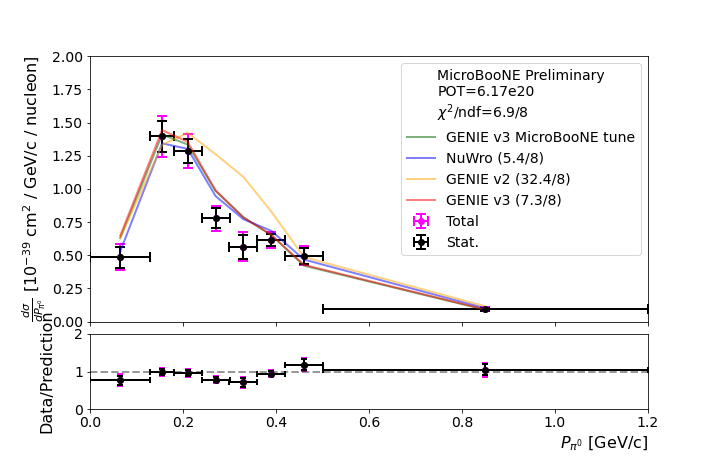 MicroBooNE Preliminary
POT=6.17e20
χ²/ndf=6.9/8
GENIE v3 MicroBooNE tune
NuWro (5.4/8)
GENIE v2 (32.4/8)
GENIE v3 (7.3/8)
Total
Stat.
dσ/dP_π⁰ [10⁻³⁹ cm² / GeV/c / nucleon]
2.00
1.75
1.50
1.25
1.00
0.75
0.50
0.25
0.00
Data/Prediction
2
1
0
0.0 0.2 0.4 0.6 0.8 1.0 1.2
P_π⁰ [GeV/c]